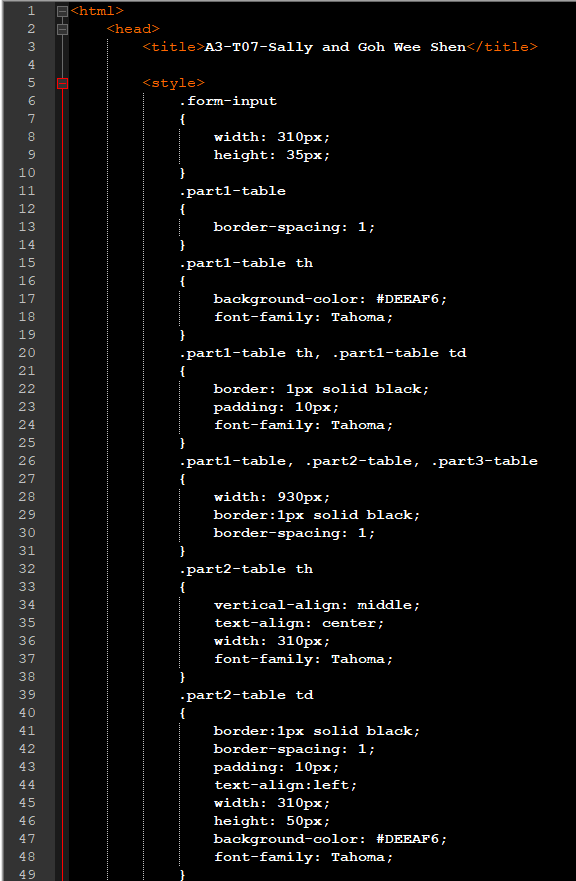 1 <html>
2 <head>
3 <title>A3-T07-Sally and Goh Wee Shen</title>
4
5 <style>
6 .form-input
7 {
8 width: 310px;
9 height: 35px;
10 }
11 .part1-table
12 {
13 border-spacing: 1;
14 }
15 .part1-table th
16 {
17 background-color: #DEEAF6;
18 font-family: Tahoma;
19 }
20 .part1-table th, .part1-table td
21 {
22 border: 1px solid black;
23 padding: 10px;
24 font-family: Tahoma;
25 }
26 .part1-table, .part2-table, .part3-table
27 {
28 width: 930px;
29 border:1px solid black;
30 border-spacing: 1;
31 }
32 .part2-table th
33 {
34 vertical-align: middle;
35 text-align: center;
36 width: 310px;
37 font-family: Tahoma;
38 }
39 .part2-table td
40 {
41 border:1px solid black;
42 border-spacing: 1;
43 padding: 10px;
44 text-align:left;
45 width: 310px;
46 height: 50px;
47 background-color: #DEEAF6;
48 font-family: Tahoma;
49 }